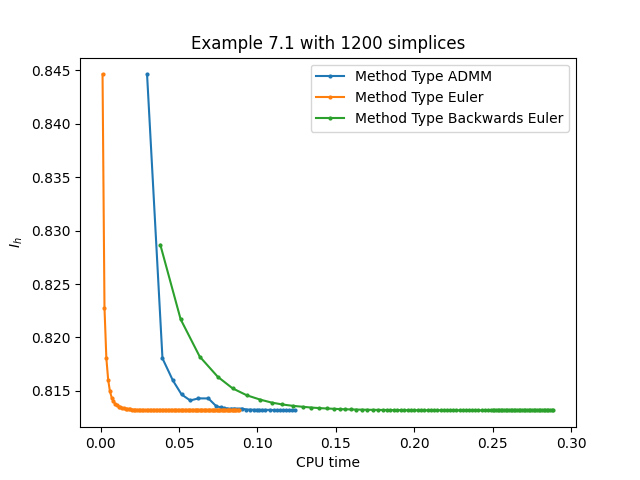 Example 7.1 with 1200 simplices
Method Type ADMM
Method Type Euler
Method Type Backwards Euler
0.845
0.840
0.835
0.830
0.825
0.820
0.815
I_h
0.00 0.05 0.10 0.15 0.20 0.25 0.30
CPU time